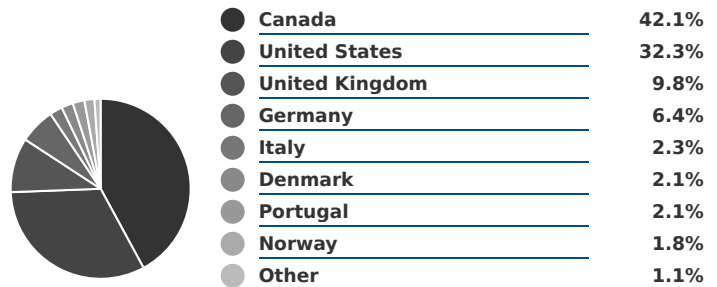 Canada 42.1%
United States 32.3%
United Kingdom 9.8%
Germany 6.4%
Italy 2.3%
Denmark 2.1%
Portugal 2.1%
Norway 1.8%
Other 1.1%